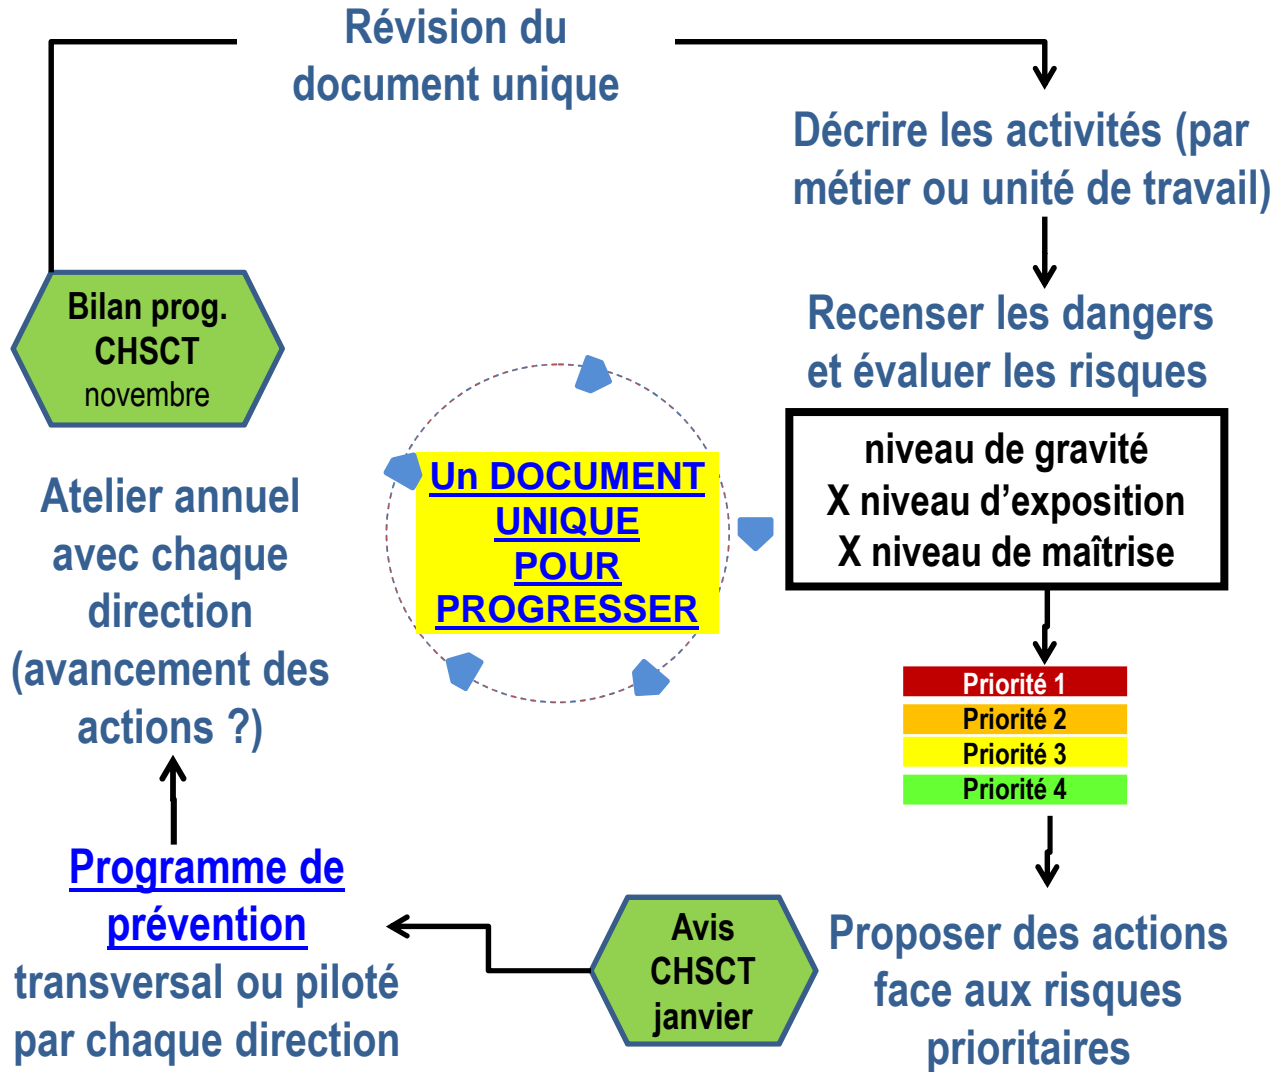 Révision du
document unique
Décrire les activités (par
métier ou unité de travail)
Recenser les dangers
et évaluer les risques
niveau de gravité
X niveau d’exposition
X niveau de maîtrise
Priorité 1
Priorité 2
Priorité 3
Priorité 4
Proposer des actions
face aux risques
prioritaires
Avis
CHSCT
janvier
Programme de
prévention
transversal ou piloté
par chaque direction
Atelier annuel
avec chaque
direction
(avancement des
actions ?)
Bilan prog.
CHSCT
novembre
Un DOCUMENT
UNIQUE
POUR
PROGRESSER